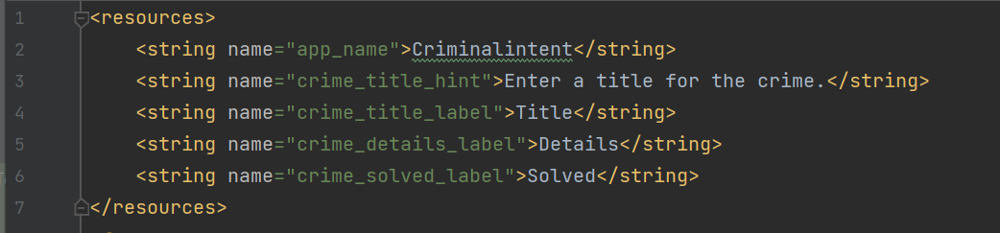 1 <resources>
2 <string name="app_name">Criminalintent</string>
3 <string name="crime_title_hint">Enter a title for the crime.</string>
4 <string name="crime_title_label">Title</string>
5 <string name="crime_details_label">Details</string>
6 <string name="crime_solved_label">Solved</string>
7 </resources>